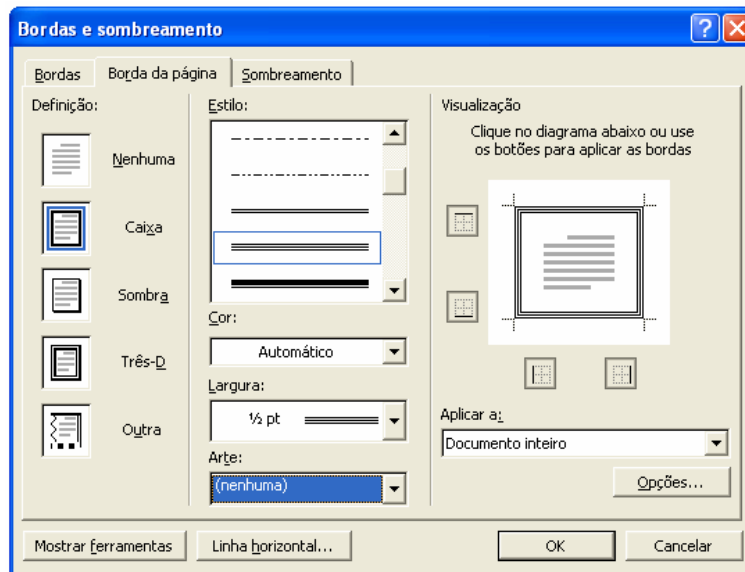 Bordas e sombreamento
Bordas
Borda da página
Sombreamento
Definição:
Nenhuma
Caixa
Sombra
Três-D
Outra
Estilo:
Cor:
Automático
Largura:
½ pt
Arte:
(nenhuma)
Visualização
Clique no diagrama abaixo ou use
os botões para aplicar as bordas
Aplicar a:
Documento inteiro
Opções...
Mostrar ferramentas
Linha horizontal...
OK
Cancelar